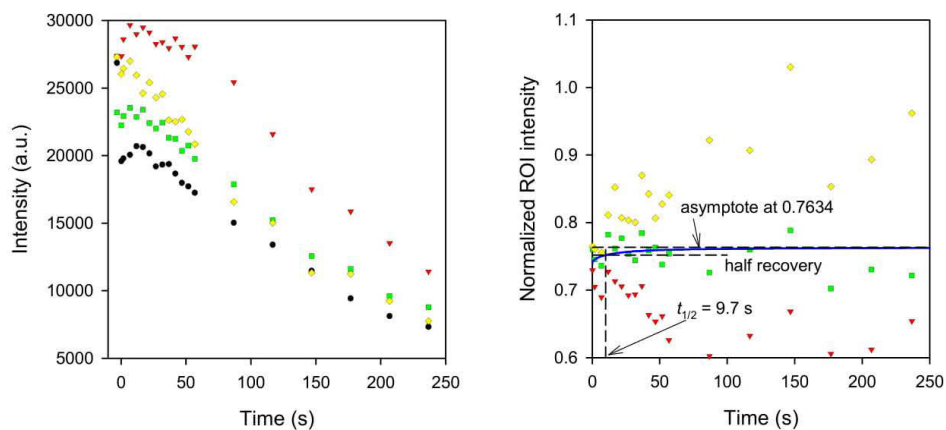 30000
25000
20000
15000
10000
5000
Intensity (a.u.)
0 50 100 150 200 250
Time (s)
1.1
1.0
0.9
0.8
0.7
0.6
Normalized ROI intensity
asymptote at 0.7634
half recovery
t1/2 = 9.7 s
0 50 100 150 200 250
Time (s)